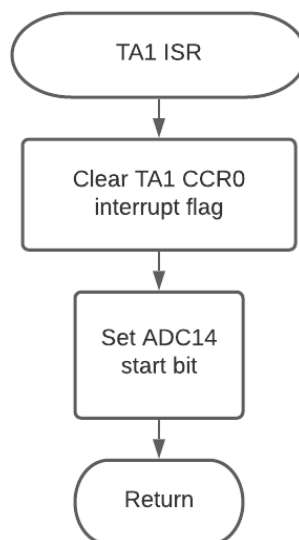 TA1 ISR
Clear TA1 CCR0
interrupt flag
Set ADC14
start bit
Return